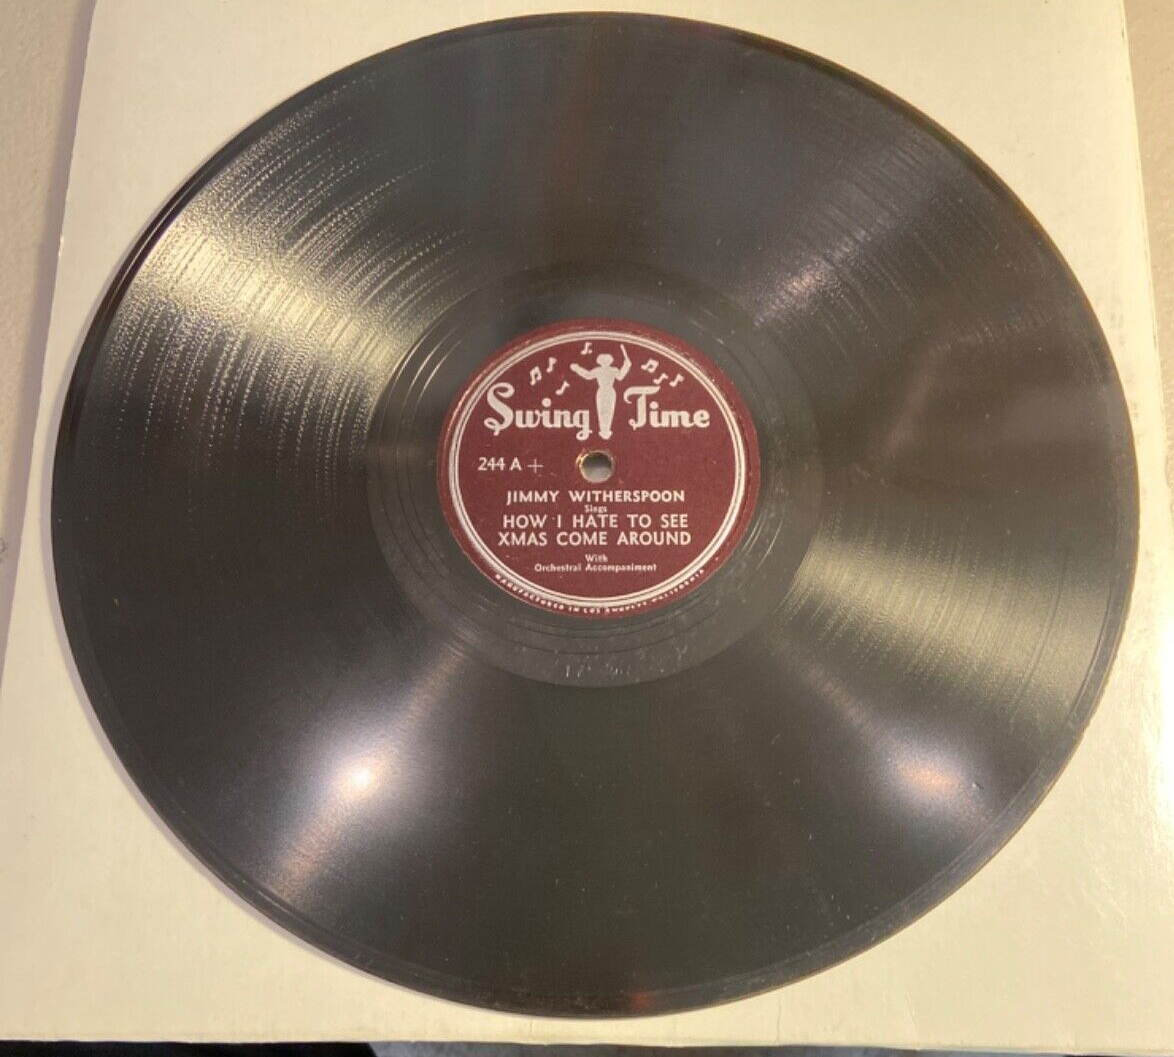 Swing Time
244 A +
JIMMY WITHERSPOON
Sings
HOW I HATE TO SEE
XMAS COME AROUND
With
Orchestral Accompaniment
MANUFACTURED IN LOS ANGELES CALIFORNIA